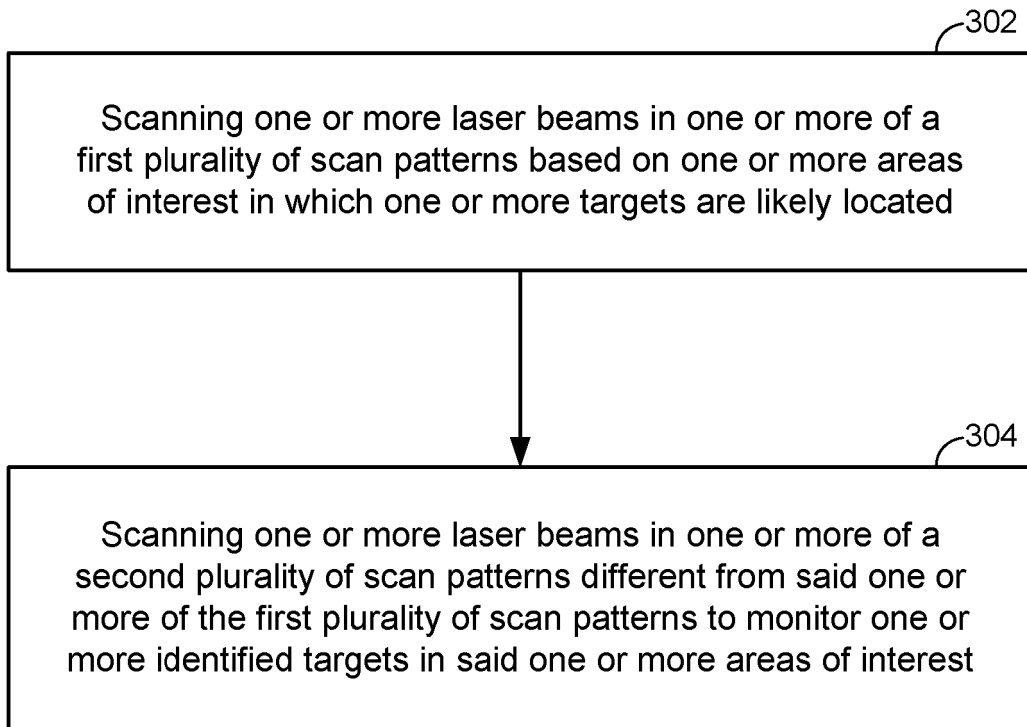 302
Scanning one or more laser beams in one or more of a
first plurality of scan patterns based on one or more areas
of interest in which one or more targets are likely located
304
Scanning one or more laser beams in one or more of a
second plurality of scan patterns different from said one or
more of the first plurality of scan patterns to monitor one or
more identified targets in said one or more areas of interest